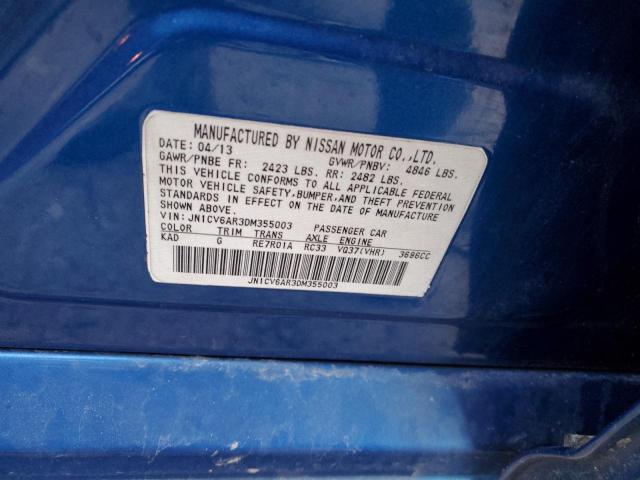 MANUFACTURED BY NISSAN MOTOR CO.,LTD.
DATE: 04/13 GVWR/PNBV: 4846 LBS.
GAWR/PNBE FR: 2423 LBS. RR: 2482 LBS.
THIS VEHICLE CONFORMS TO ALL APPLICABLE FEDERAL
MOTOR VEHICLE SAFETY,BUMPER,AND THEFT PREVENTION
STANDARDS IN EFFECT ON THE DATE OF MANUFACTURE
SHOWN ABOVE.
VIN: JN1CV6AR3DM355003 PASSENGER CAR
COLOR TRIM TRANS AXLE ENGINE
KAD G RE7R01A RC33 VQ37(VHR) 3696CC
JN1CV6AR3DM355003